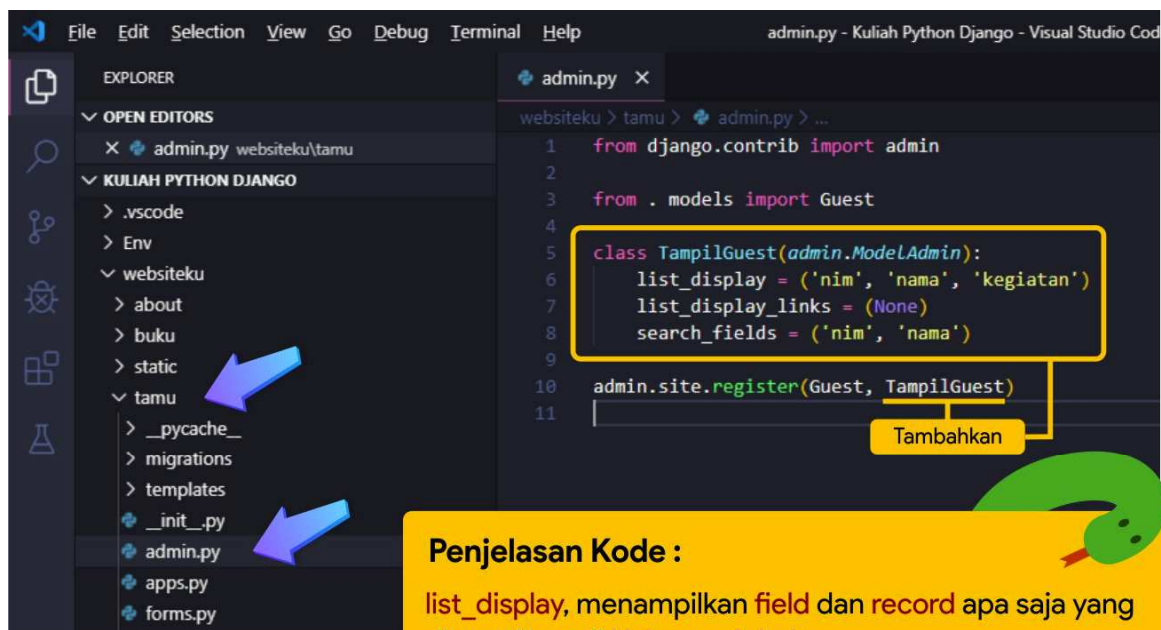 File Edit Selection View Go Debug Terminal Help admin.py - Kuliah Python Django - Visual Studio Cod
EXPLORER
OPEN EDITORS
admin.py websiteku\tamu
KULIAH PYTHON DJANGO
.vscode
Env
websiteku
about
buku
static
tamu
__pycache__
migrations
templates
__init__.py
admin.py
apps.py
forms.py
admin.py
websiteku > tamu > admin.py > ...
1 from django.contrib import admin
2
3 from . models import Guest
4
5 class TampilGuest(admin.ModelAdmin):
6 list_display = ('nim', 'nama', 'kegiatan')
7 list_display_links = (None)
8 search_fields = ('nim', 'nama')
9
10 admin.site.register(Guest, TampilGuest)
11
Tambahkan
Penjelasan Kode :
list_display, menampilkan field dan record apa saja yang